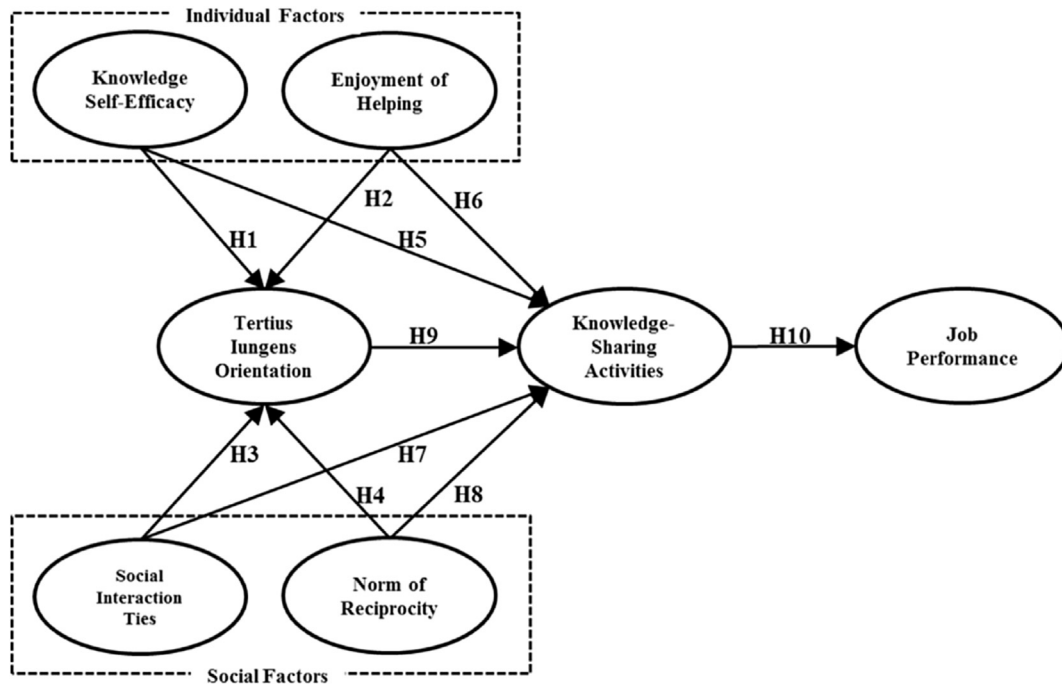 Individual Factors
Knowledge
Self-Efficacy
Enjoyment of
Helping
H1
H2
H5
H6
Tertius
Iungens
Orientation
H9
Knowledge-
Sharing
Activities
H10
Job
Performance
H3
H4
H7
H8
Social
Interaction
Ties
Norm of
Reciprocity
Social Factors